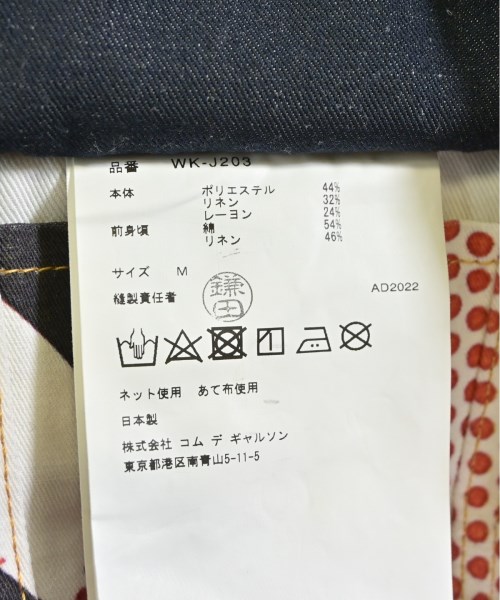 品番 WK-J203
本体 ポリエステル 44%
リネン 32%
レーヨン 24%
前身頃 綿 54%
リネン 46%
サイズ M
縫製責任者 鎌田 AD2022
ネット使用 あて布使用
日本製
株式会社 コム デ ギャルソン
東京都港区南青山5-11-5